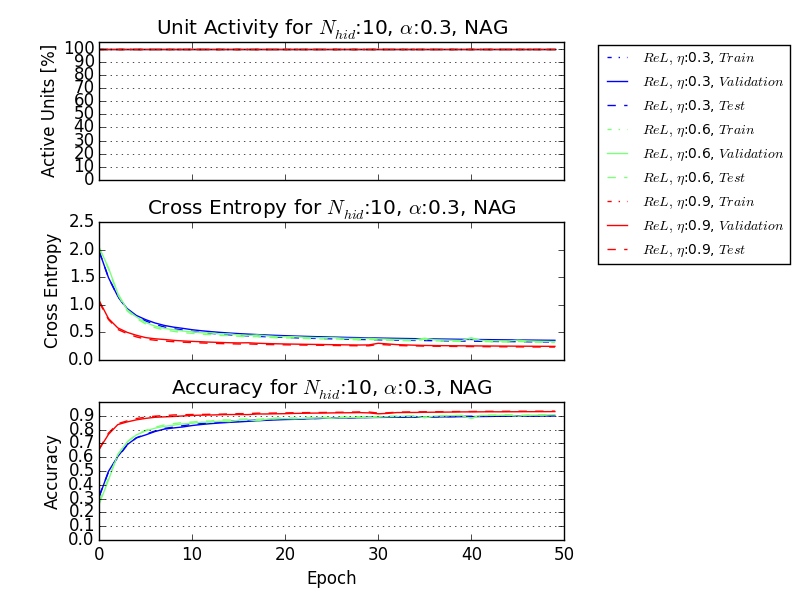 Unit Activity for N_hid:10, α:0.3, NAG
Active Units [%]
100
90
80
70
60
50
40
30
20
10
0
Cross Entropy for N_hid:10, α:0.3, NAG
Cross Entropy
2.5
2.0
1.5
1.0
0.5
0.0
Accuracy for N_hid:10, α:0.3, NAG
Accuracy
0.9
0.8
0.7
0.6
0.5
0.4
0.3
0.2
0.1
0.0
0 10 20 30 40 50
Epoch
ReL, η:0.3, Train
ReL, η:0.3, Validation
ReL, η:0.3, Test
ReL, η:0.6, Train
ReL, η:0.6, Validation
ReL, η:0.6, Test
ReL, η:0.9, Train
ReL, η:0.9, Validation
ReL, η:0.9, Test